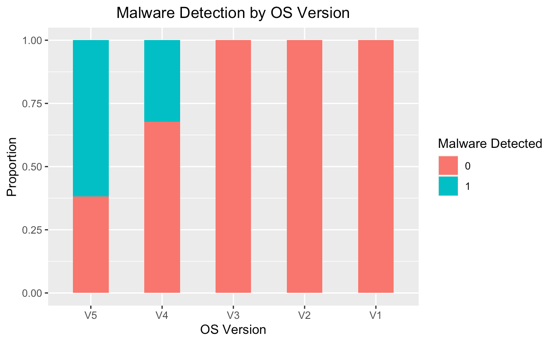 Malware Detection by OS Version
1.00
0.75
0.50
0.25
0.00
Proportion
V5 V4 V3 V2 V1
OS Version
Malware Detected
0
1